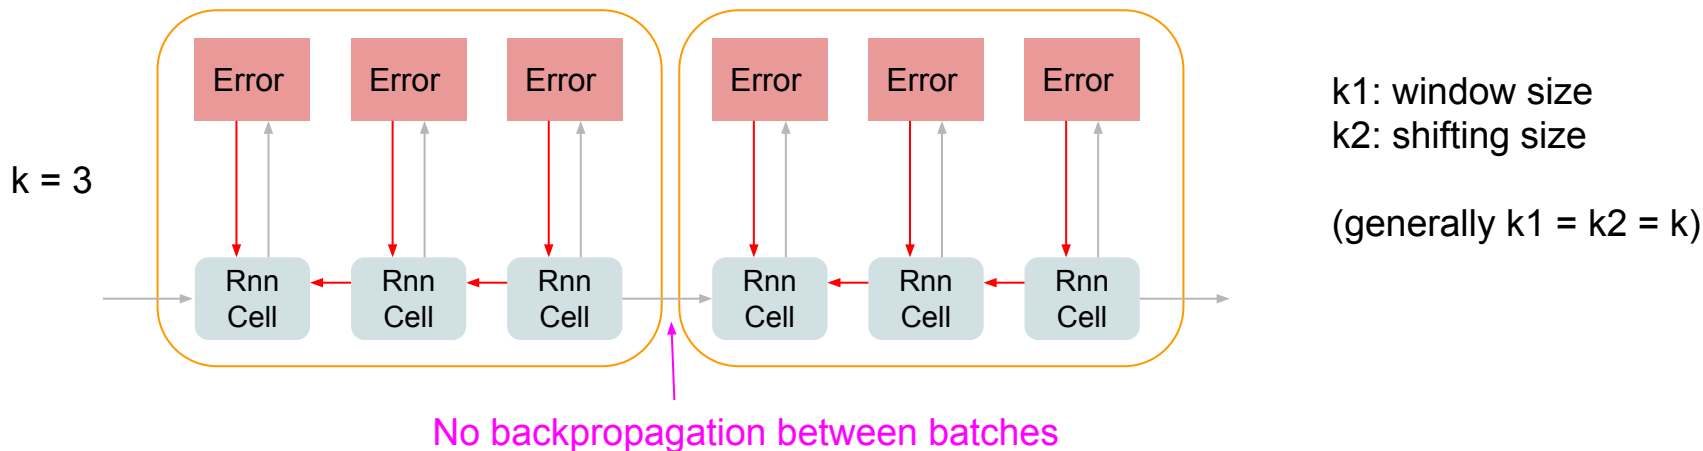 Error
Error
Error
Error
Error
Error
k1: window size
k2: shifting size
k = 3
(generally k1 = k2 = k)
Rnn
Cell
Rnn
Cell
Rnn
Cell
Rnn
Cell
Rnn
Cell
Rnn
Cell
No backpropagation between batches